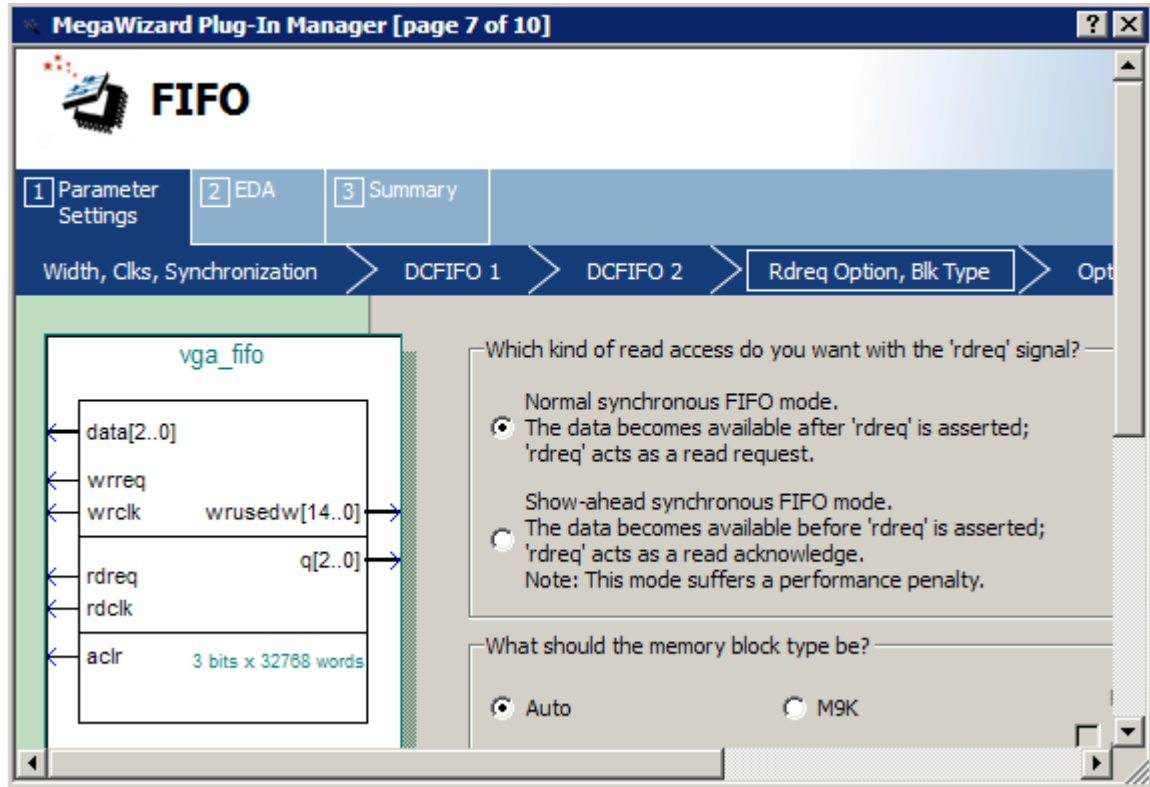 MegaWizard Plug-In Manager [page 7 of 10]
FIFO
1 Parameter Settings
2 EDA
3 Summary
Width, Clks, Synchronization
DCFIFO 1
DCFIFO 2
Rdreq Option, Blk Type
Opt
vga_fifo
data[2..0]
wrreq
wrclk
wrusedw[14..0]
q[2..0]
rdreq
rdclk
aclr
3 bits x 32768 words
Which kind of read access do you want with the 'rdreq' signal?
Normal synchronous FIFO mode.
The data becomes available after 'rdreq' is asserted;
'rdreq' acts as a read request.
Show-ahead synchronous FIFO mode.
The data becomes available before 'rdreq' is asserted;
'rdreq' acts as a read acknowledge.
Note: This mode suffers a performance penalty.
What should the memory block type be?
Auto
M9K